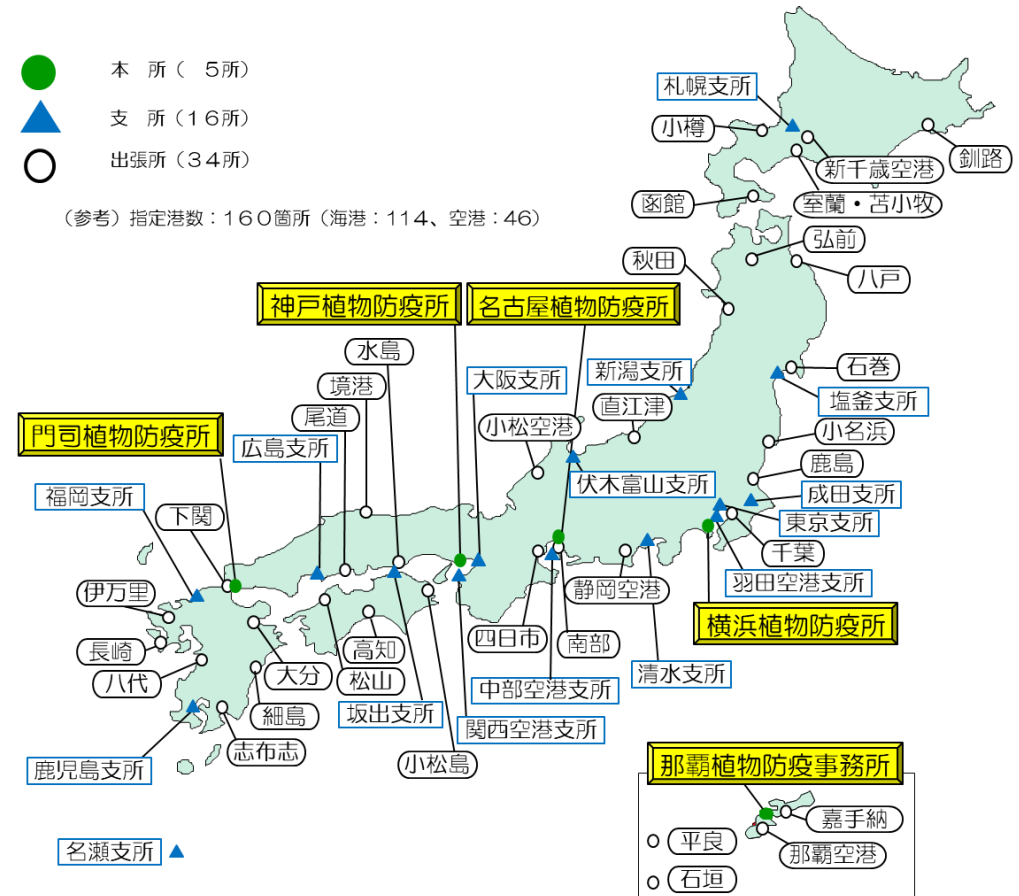 本　所（　5所）
支　所（１６所）
出張所（３４所）
（参考）指定港数：１６０箇所（海港：１１４、空港：４６）
札幌支所
小樽
釧路
新千歳空港
室蘭・苫小牧
函館
弘前
秋田
八戸
神戸植物防疫所
名古屋植物防疫所
水島
大阪支所
新潟支所
石巻
境港
直江津
塩釜支所
尾道
小松空港
門司植物防疫所
広島支所
小名浜
鹿島
伏木富山支所
福岡支所
成田支所
下関
東京支所
千葉
伊万里
静岡空港
羽田空港支所
横浜植物防疫所
長崎
大分
高知
四日市
南部
八代
松山
清水支所
中部空港支所
細島
坂出支所
関西空港支所
志布志
小松島
鹿児島支所
那覇植物防疫事務所
嘉手納
平良
那覇空港
名瀬支所
石垣